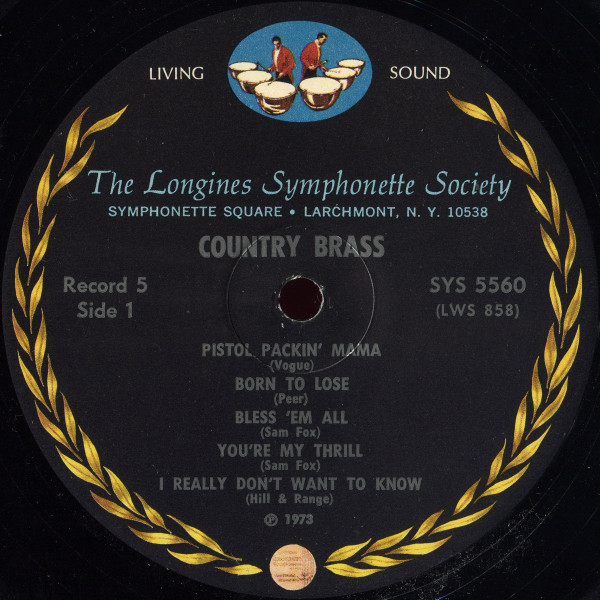 LIVING SOUND
The Longines Symphonette Society
SYMPHONETTE SQUARE • LARCHMONT, N. Y. 10538
COUNTRY BRASS
Record 5
Side 1
SYS 5560
(LWS 858)
PISTOL PACKIN' MAMA
(Vogue)
BORN TO LOSE
(Peer)
BLESS 'EM ALL
(Sam Fox)
YOU'RE MY THRILL
(Sam Fox)
I REALLY DON'T WANT TO KNOW
(Hill & Range)
℗ 1973